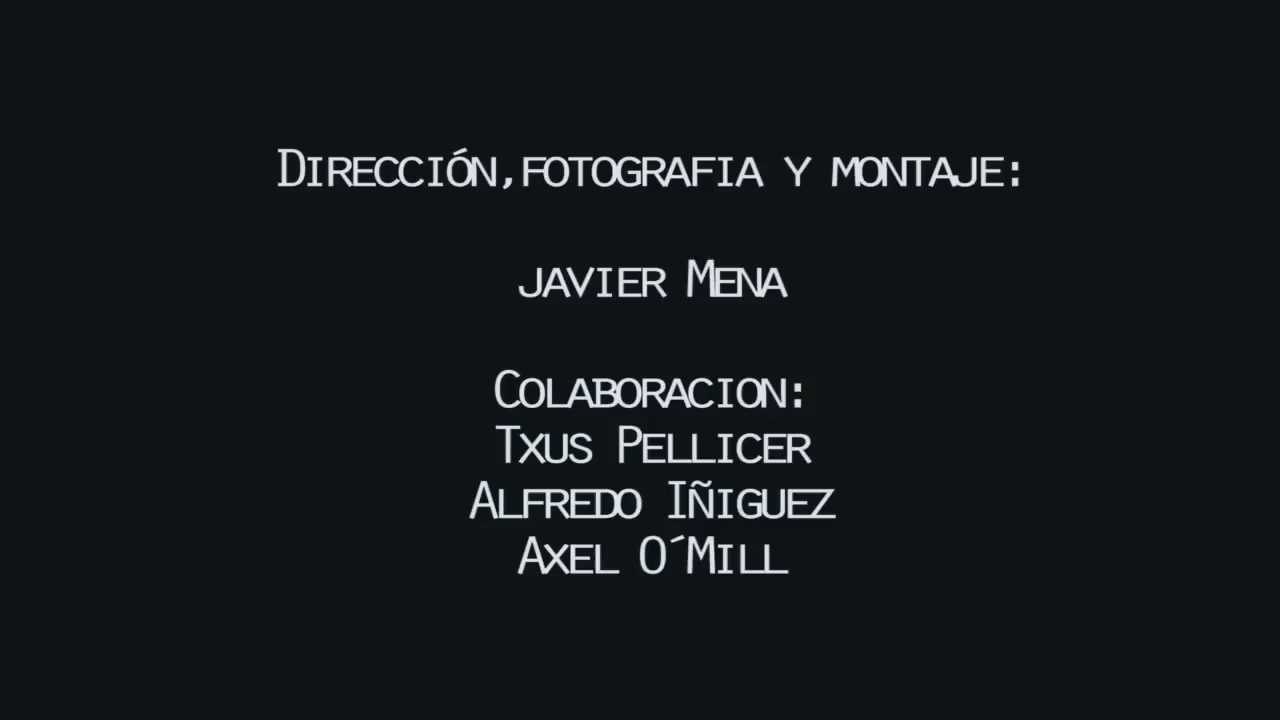 Dirección,fotografia y montaje:
javier Mena
Colaboracion:
Txus Pellicer
Alfredo Iñiguez
Axel O´Mill